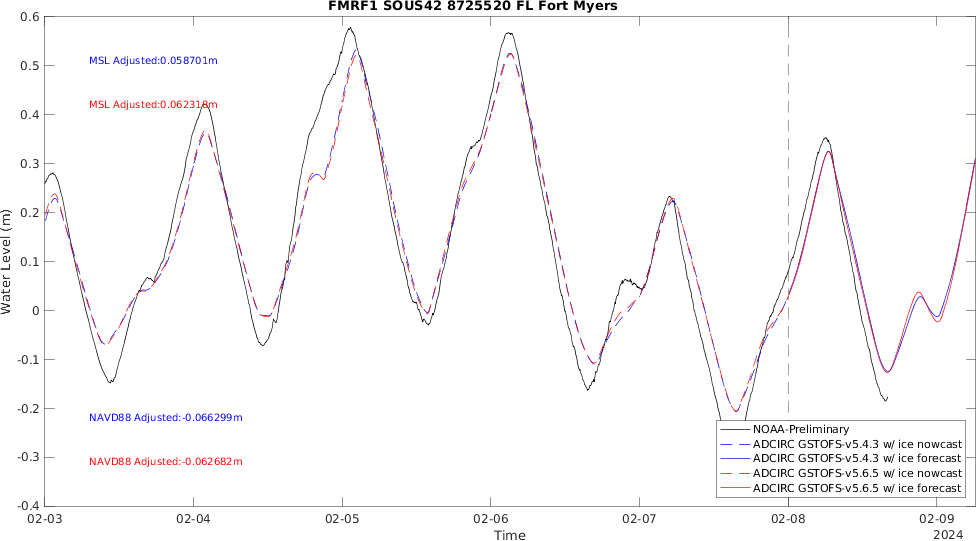 FMRF1 SOUS42 8725520 FL Fort Myers
0.6
0.5
0.4
0.3
0.2
0.1
0
-0.1
-0.2
-0.3
-0.4
Water Level (m)
MSL Adjusted:0.058701m
MSL Adjusted:0.062318m
NAVD88 Adjusted:-0.066299m
NAVD88 Adjusted:-0.062682m
NOAA-Preliminary
ADCIRC GSTOFS-v5.4.3 w/ ice nowcast
ADCIRC GSTOFS-v5.4.3 w/ ice forecast
ADCIRC GSTOFS-v5.6.5 w/ ice nowcast
ADCIRC GSTOFS-v5.6.5 w/ ice forecast
02-03 02-04 02-05 02-06 02-07 02-08 02-09
Time
2024